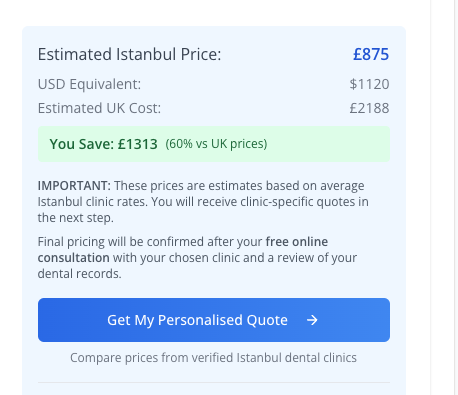 Estimated Istanbul Price: £875
USD Equivalent: $1120
Estimated UK Cost: £2188
You Save: £1313 (60% vs UK prices)
IMPORTANT: These prices are estimates based on average
Istanbul clinic rates. You will receive clinic-specific quotes in
the next step.
Final pricing will be confirmed after your free online
consultation with your chosen clinic and a review of your
dental records.
Get My Personalised Quote →
Compare prices from verified Istanbul dental clinics